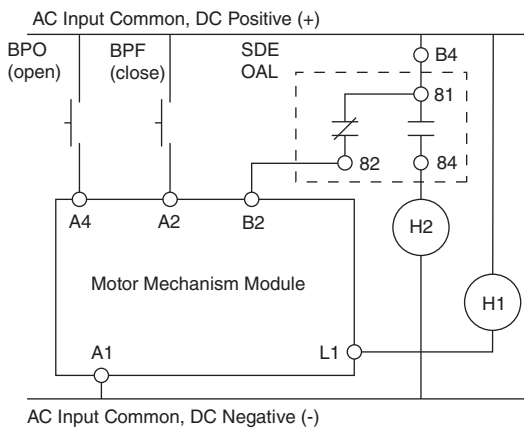 AC Input Common, DC Positive (+)
BPO
(open)
BPF
(close)
SDE
OAL
B4
81
82
84
A4
A2
B2
H2
Motor Mechanism Module
H1
A1
L1
AC Input Common, DC Negative (-)